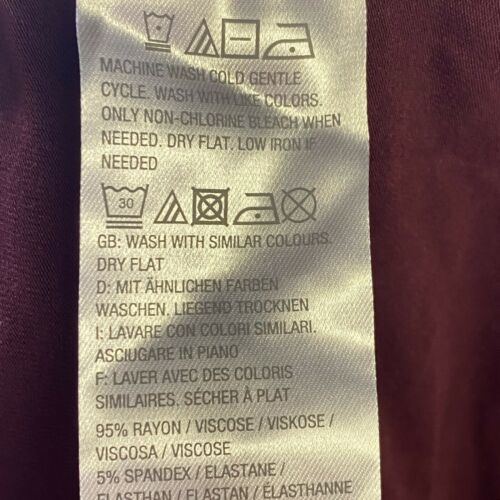 MACHINE WASH COLD GENTLE
CYCLE. WASH WITH LIKE COLORS.
ONLY NON-CHLORINE BLEACH WHEN
NEEDED. DRY FLAT. LOW IRON IF
NEEDED
30
GB: WASH WITH SIMILAR COLOURS.
DRY FLAT
D: MIT ÄHNLICHEN FARBEN
WASCHEN. LIEGEND TROCKNEN
I: LAVARE CON COLORI SIMILARI.
ASCIUGARE IN PIANO
F: LAVER AVEC DES COLORIS
SIMILAIRES. SÉCHER À PLAT
95% RAYON / VISCOSE / VISKOSE /
VISCOSA / VISCOSE
5% SPANDEX / ELASTANE /
ELASTHAN / ELASTAN / ÉLASTHANNE